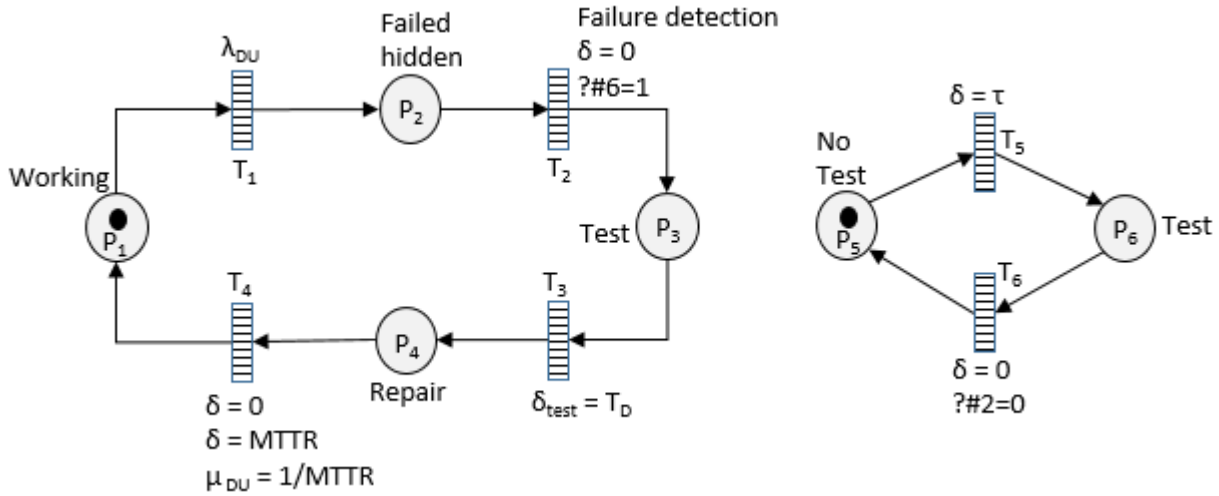 Failed
hidden
Failure detection
δ = 0
?#6=1
λDU
P2
T1
T2
Working
P1
Test
P3
T4
T3
P4
Repair
δ = 0
δ = MTTR
μDU = 1/MTTR
δtest = TD
δ = τ
No
Test
T5
P5
P6
Test
T6
δ = 0
?#2=0